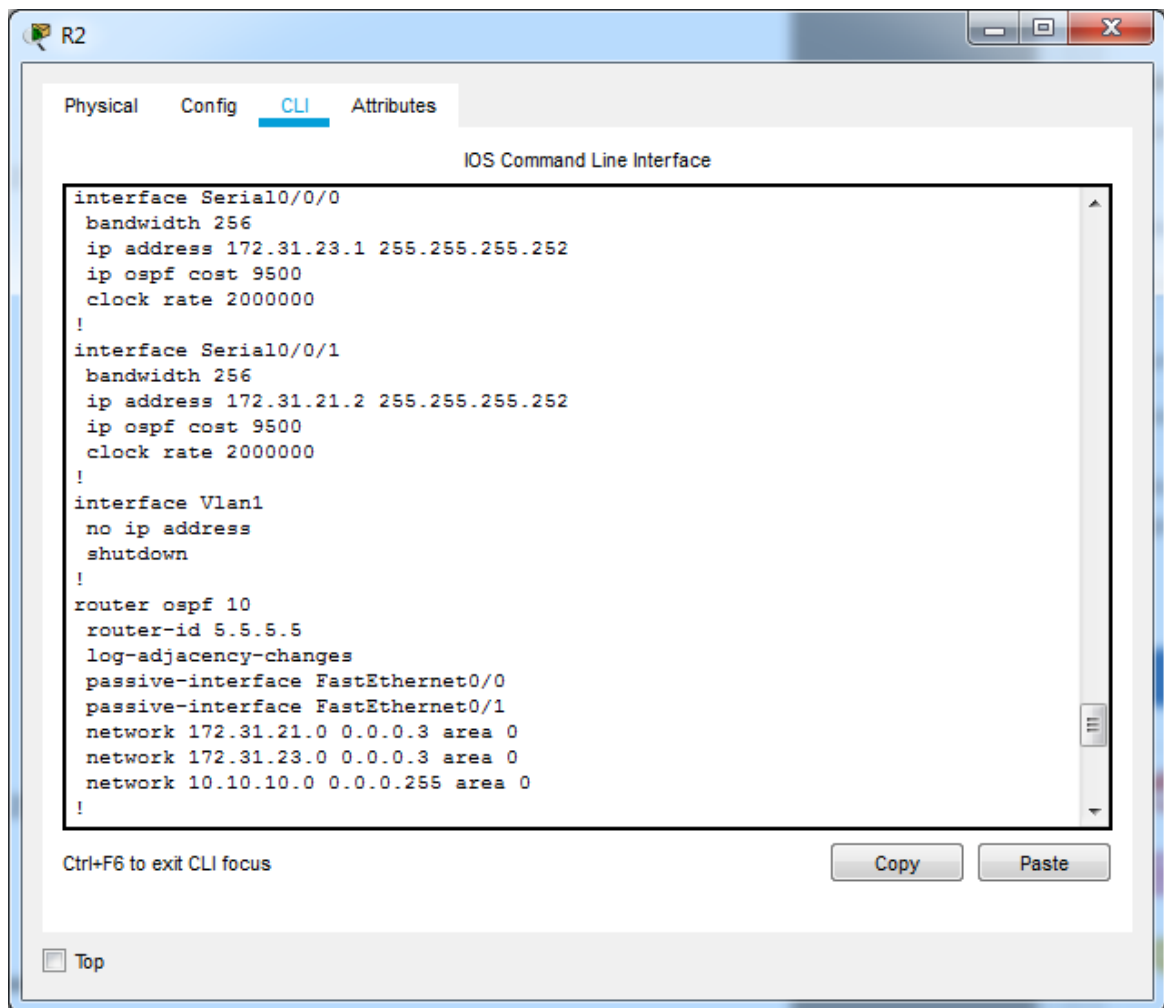 R2
Physical Config CLI Attributes
IOS Command Line Interface
interface Serial0/0/0
 bandwidth 256
 ip address 172.31.23.1 255.255.255.252
 ip ospf cost 9500
 clock rate 2000000
!
interface Serial0/0/1
 bandwidth 256
 ip address 172.31.21.2 255.255.255.252
 ip ospf cost 9500
 clock rate 2000000
!
interface Vlan1
 no ip address
 shutdown
!
router ospf 10
 router-id 5.5.5.5
 log-adjacency-changes
 passive-interface FastEthernet0/0
 passive-interface FastEthernet0/1
 network 172.31.21.0 0.0.0.3 area 0
 network 172.31.23.0 0.0.0.3 area 0
 network 10.10.10.0 0.0.0.255 area 0
!
Ctrl+F6 to exit CLI focus Copy Paste
Top